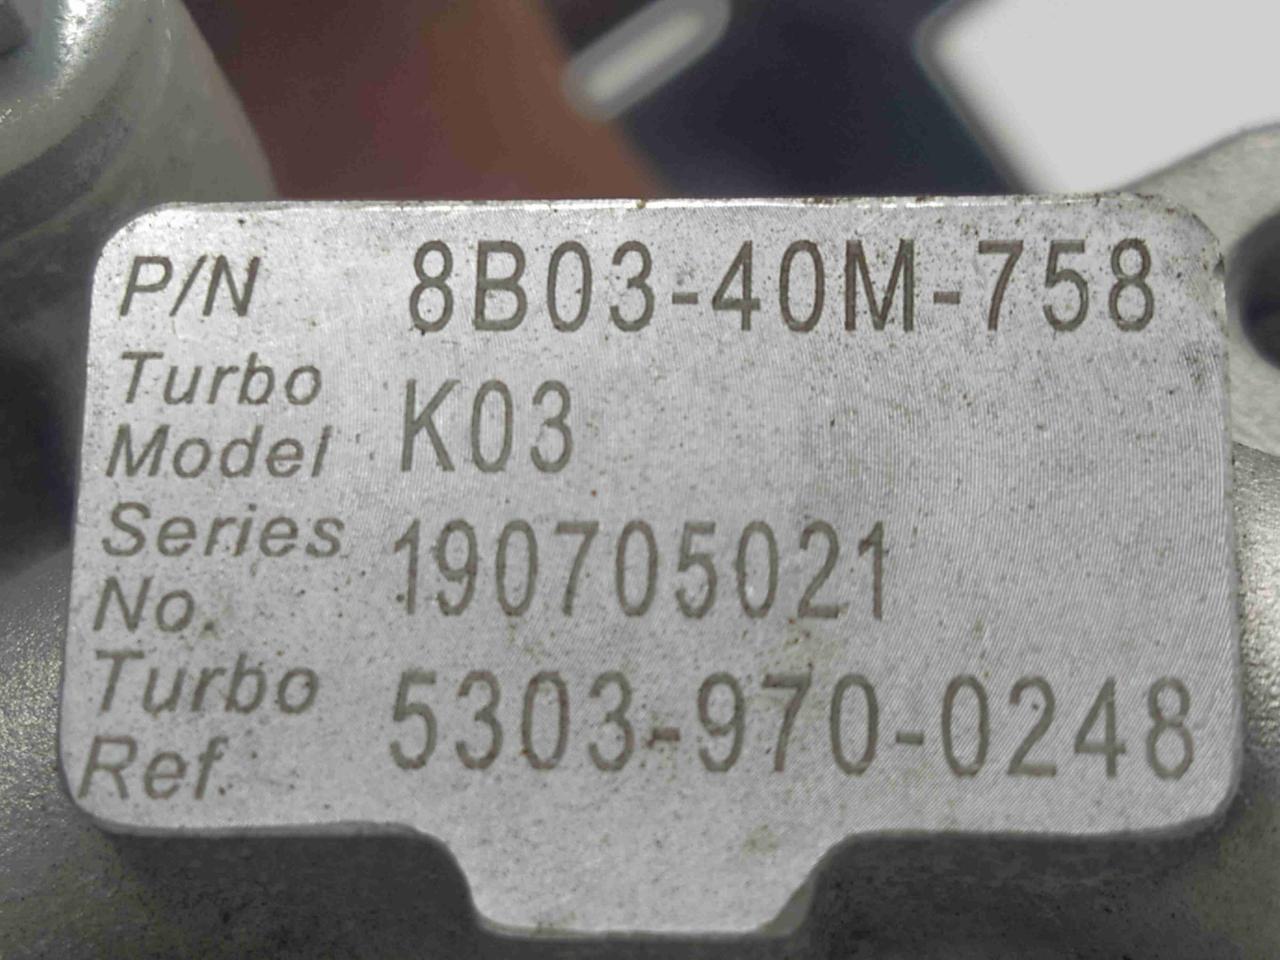 P/N 8B03-40M-758
Turbo Model K03
Series No. 190705021
Turbo Ref. 5303-970-0248